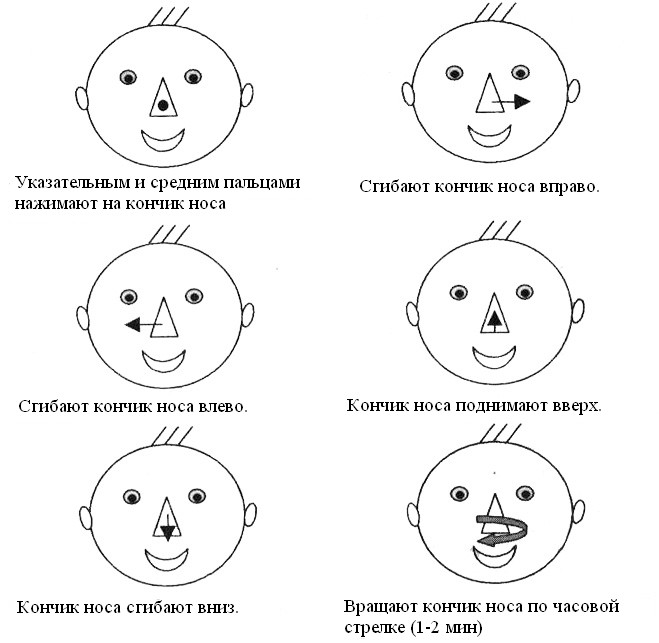 Указательным и средним пальцами
нажимают на кончик носа
Сгибают кончик носа вправо.
Сгибают кончик носа влево.
Кончик носа поднимают вверх.
Кончик носа сгибают вниз.
Вращают кончик носа по часовой
стрелке (1-2 мин)